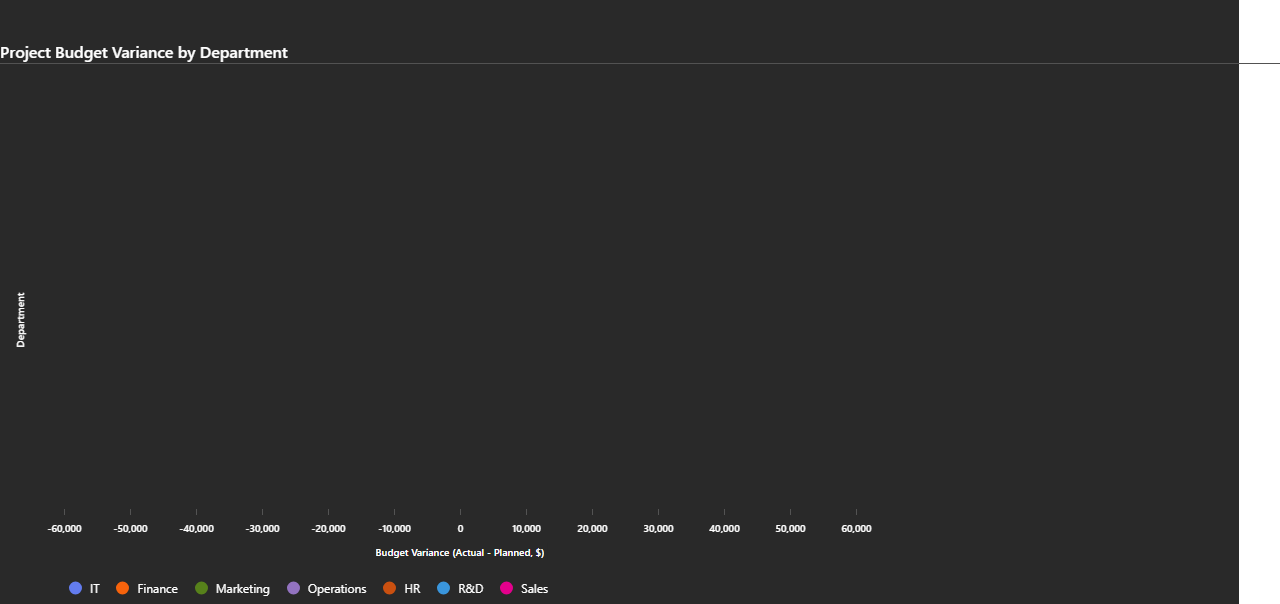 Project Budget Variance by Department
Department
-60,000 -50,000 -40,000 -30,000 -20,000 -10,000 0 10,000 20,000 30,000 40,000 50,000 60,000
Budget Variance (Actual - Planned, $)
IT Finance Marketing Operations HR R&D Sales